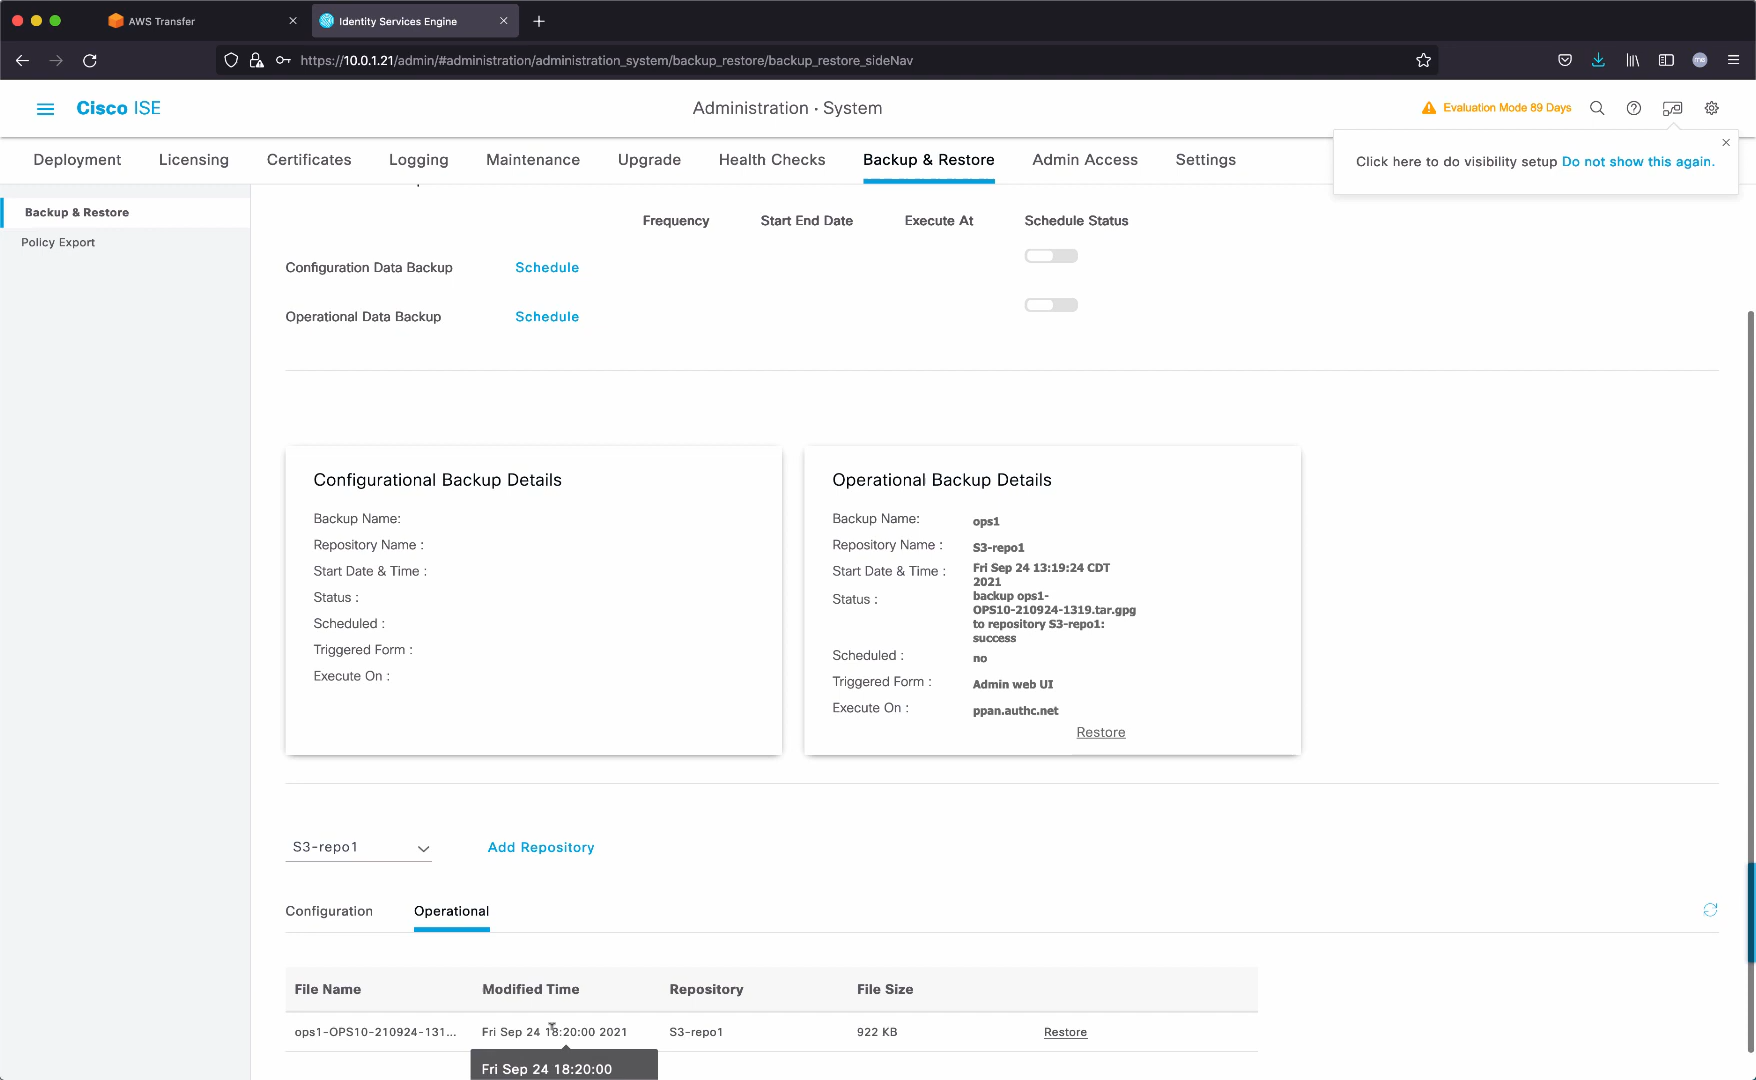 AWS Transfer
Identity Services Engine
https://10.0.1.21/admin/#administration/administration_system/backup_restore/backup_restore_sideNav
me
Cisco ISE
Administration · System
Evaluation Mode 89 Days
Deployment Licensing Certificates Logging Maintenance Upgrade Health Checks Backup & Restore Admin Access Settings
Click here to do visibility setup Do not show this again.
Backup & Restore
Policy Export
Frequency Start End Date Execute At Schedule Status
Configuration Data Backup Schedule
Operational Data Backup Schedule
Configurational Backup Details
Backup Name:
Repository Name :
Start Date & Time :
Status :
Scheduled :
Triggered Form :
Execute On :
Operational Backup Details
Backup Name: ops1
Repository Name : S3-repo1
Start Date & Time : Fri Sep 24 13:19:24 CDT
2021
Status : backup ops1-
OPS10-210924-1319.tar.gpg
to repository S3-repo1:
success
Scheduled : no
Triggered Form : Admin web UI
Execute On : ppan.authc.net
Restore
S3-repo1 Add Repository
Configuration Operational
File Name Modified Time Repository File Size
ops1-OPS10-210924-131... Fri Sep 24 18:20:00 2021 S3-repo1 922 KB Restore
Fri Sep 24 18:20:00